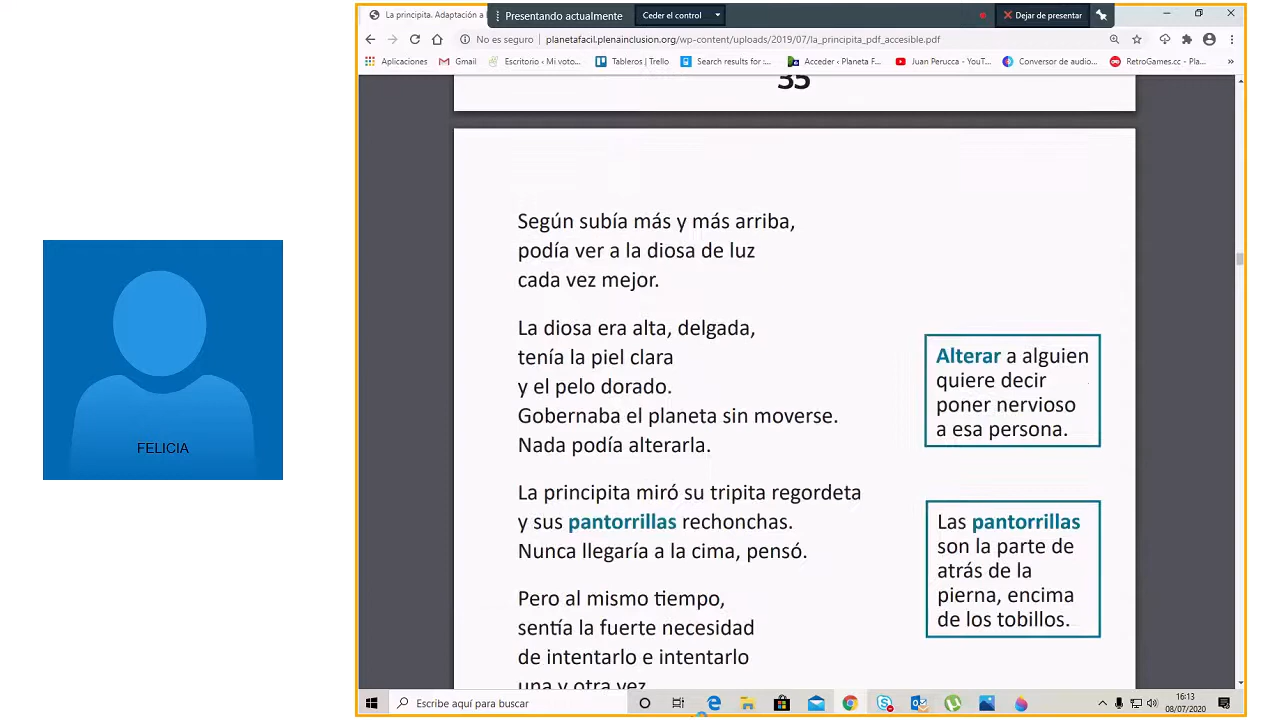 La principita. Adaptación a l
Presentando actualmente
Ceder el control
Dejar de presentar
No es seguro
planetafacil.plenainclusion.org/wp-content/uploads/2019/07/la_principita_pdf_accesible.pdf
Aplicaciones
Gmail
Escritorio ‹ Mi voto...
Tableros | Trello
Search results for :...
Acceder ‹ Planeta F...
Juan Perucca - YouT...
Conversor de audio...
RetroGames.cc - Pla...
»
35
Según subía más y más arriba,
podía ver a la diosa de luz
cada vez mejor.
La diosa era alta, delgada,
tenía la piel clara
y el pelo dorado.
Gobernaba el planeta sin moverse.
Nada podía alterarla.
Alterar a alguien
quiere decir
poner nervioso
a esa persona.
La principita miró su tripita regordeta
y sus pantorrillas rechonchas.
Nunca llegaría a la cima, pensó.
Las pantorrillas
son la parte de
atrás de la
pierna, encima
de los tobillos.
Pero al mismo tiempo,
sentía la fuerte necesidad
de intentarlo e intentarlo
una y otra vez
FELICIA
Escribe aquí para buscar
16:13
08/07/2020